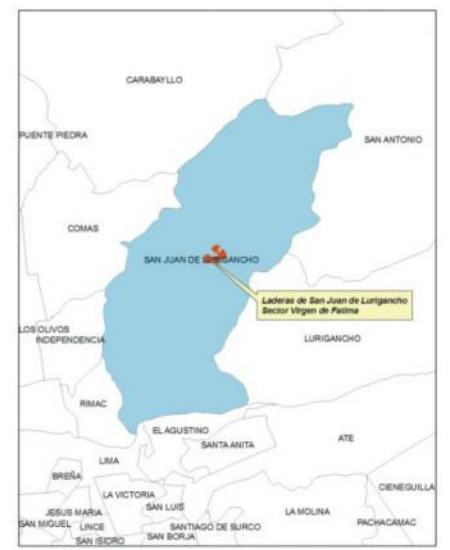 CARABAYLLO
PUENTE PIEDRA
SAN ANTONIO
COMAS
SAN JUAN DE LURIGANCHO
Laderas de San Juan de Lurigancho
Sector Virgen de Fatima
LOS OLIVOS
INDEPENDENCIA
LURIGANCHO
RIMAC
EL AGUSTINO
SANTA ANITA
ATE
LIMA
BREÑA
CIENEGUILLA
LA VICTORIA
JESUS MARIA
SAN LUIS
LA MOLINA
SAN MIGUEL
LINCE
SANTIAGO DE SURCO
PACHACAMAC
SAN ISIDRO
SAN BORJA